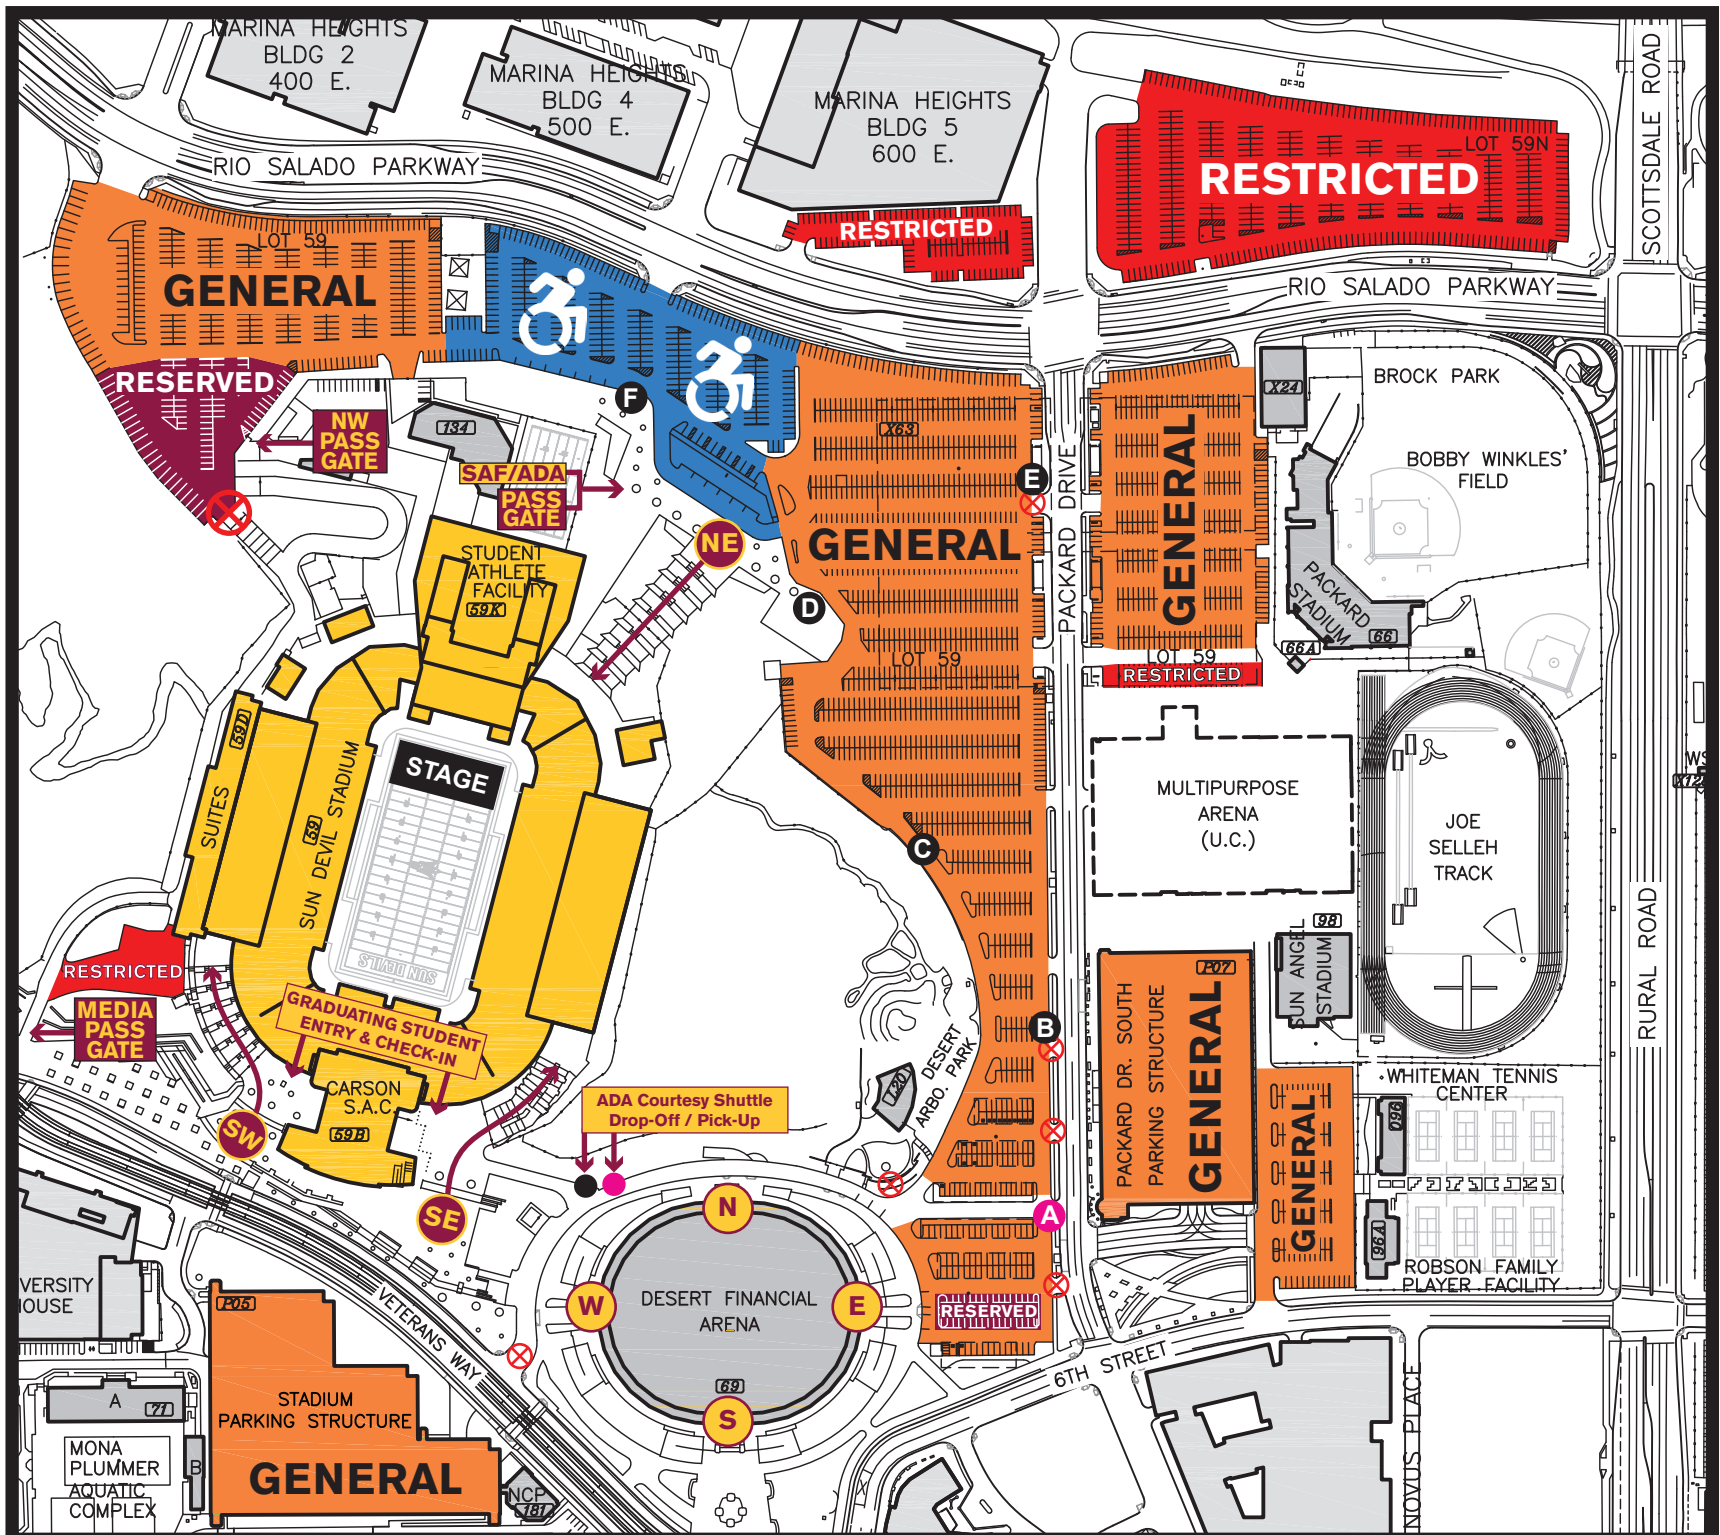 MARINA HEIGHTS
BLDG 2
400 E.
MARINA HEIGHTS
BLDG 4
500 E.
MARINA HEIGHTS
BLDG 5
600 E.
LOT 59N
RESTRICTED
SCOTTSDALE ROAD
RIO SALADO PARKWAY
RESTRICTED
RIO SALADO PARKWAY
LOT 59
GENERAL
RESERVED
NW
PASS
GATE
134
F
SAF/ADA
PASS
GATE
X63
E
PACKARD DRIVE
GENERAL
X24
BROCK PARK
BOBBY WINKLES'
FIELD
NE
GENERAL
D
STUDENT
ATHLETE
FACILITY
59K
PACKARD
STADIUM
66
66A
LOT 59
LOT 59
RESTRICTED
59D
SUITES
59
SUN DEVIL STADIUM
STAGE
SUN DEVILS
MULTIPURPOSE
ARENA
(U.C.)
JOE
SELLEH
TRACK
WS
X12
C
RURAL ROAD
98
SUN ANGEL
STADIUM
P07
PACKARD DR. SOUTH
PARKING STRUCTURE
GENERAL
RESTRICTED
MEDIA
PASS
GATE
GRADUATING STUDENT
ENTRY & CHECK-IN
B
DESERT
ARBO. PARK
120
CARSON
S.A.C.
59B
SW
SE
ADA Courtesy Shuttle
Drop-Off / Pick-Up
WHITEMAN TENNIS
CENTER
096
GENERAL
96A
ROBSON FAMILY
PLAYER FACILITY
A
N
W
E
S
DESERT FINANCIAL
ARENA
69
RESERVED
6TH STREET
VERSITY
HOUSE
P05
VETERANS WAY
STADIUM
PARKING STRUCTURE
GENERAL
A
71
B
MONA
PLUMMER
AQUATIC
COMPLEX
NCP
181
NOVUS PLACE